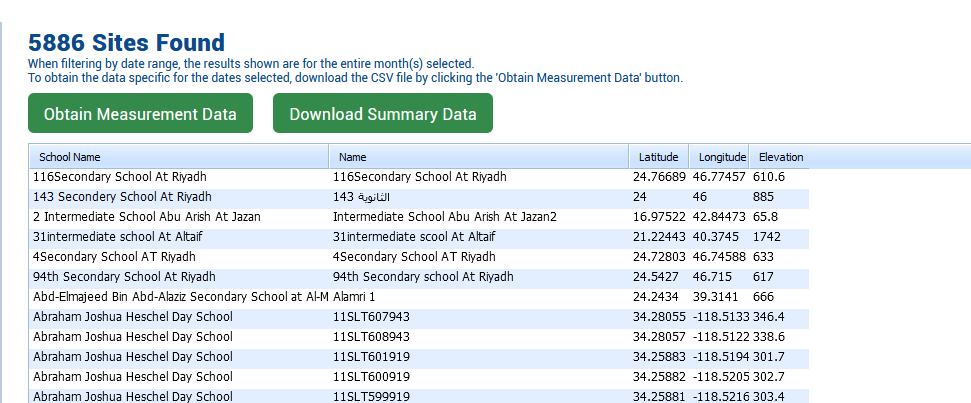 5886 Sites Found
When filtering by date range, the results shown are for the entire month(s) selected.
To obtain the data specific for the dates selected, download the CSV file by clicking the 'Obtain Measurement Data' button.
Obtain Measurement Data Download Summary Data
School Name Name Latitude Longitude Elevation
116Secondary School At Riyadh 116Secondary School At Riyadh 24.76689 46.77457 610.6
143 Secondery School At Riyadh 143 الثانوية 24 46 885
2 Intermediate School Abu Arish At Jazan Intermediate School Abu Arish At Jazan2 16.97522 42.84473 65.8
31intermediate school At Altaif 31intermediate scool At Altaif 21.22443 40.3745 1742
4Secondary School AT Riyadh 4Secondary School AT Riyadh 24.72803 46.74588 633
94th Secondary School At Riyadh 94th Secondary school At Riyadh 24.5427 46.715 617
Abd-Elmajeed Bin Abd-Alaziz Secondary School at Al-M Alamri 1 24.2434 39.3141 666
Abraham Joshua Heschel Day School 11SLT607943 34.28055 -118.5133 346.4
Abraham Joshua Heschel Day School 11SLT608943 34.28057 -118.5122 338.6
Abraham Joshua Heschel Day School 11SLT601919 34.25883 -118.5194 301.7
Abraham Joshua Heschel Day School 11SLT600919 34.25882 -118.5205 302.7
Abraham Joshua Heschel Day School 11SLT599919 34.25881 -118.5216 303.4